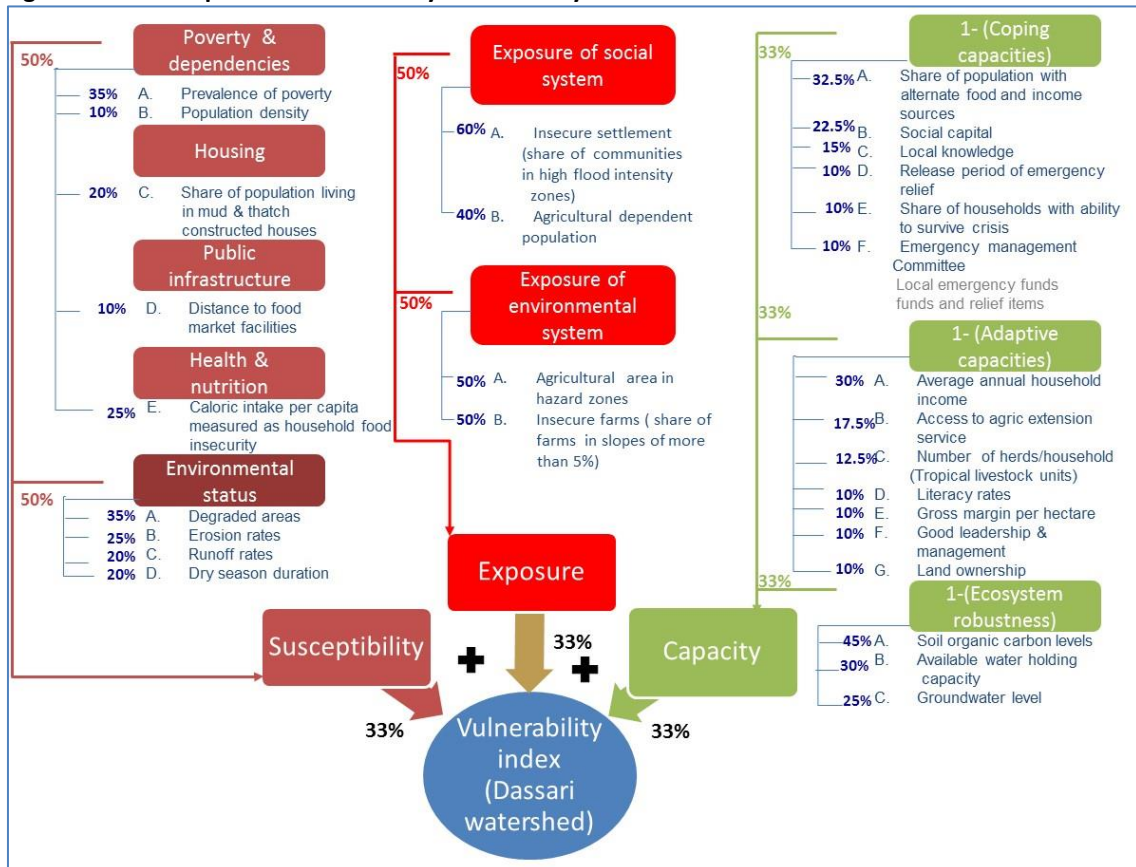 50%
Poverty &
dependencies
35% A. Prevalence of poverty
10% B. Population density
Housing
20% C. Share of population living
in mud & thatch
constructed houses
Public
infrastructure
10% D. Distance to food
market facilities
Health &
nutrition
25% E. Caloric intake per capita
measured as household food
insecurity
50%
Environmental
status
35% A. Degraded areas
25% B. Erosion rates
20% C. Runoff rates
20% D. Dry season duration
50%
Exposure of social
system
60% A. Insecure settlement
(share of communities
in high flood intensity
zones)
40% B. Agricultural dependent
population
50%
Exposure of
environmental
system
50% A. Agricultural area in
hazard zones
50% B. Insecure farms ( share of
farms in slopes of more
than 5%)
33%
1- (Coping
capacities)
32.5% A. Share of population with
alternate food and income
sources
22.5% B. Social capital
15% C. Local knowledge
10% D. Release period of emergency
relief
10% E. Share of households with ability
to survive crisis
10% F. Emergency management
Committee
Local emergency funds
funds and relief items
33%
1- (Adaptive
capacities)
30% A. Average annual household
income
17.5% B. Access to agric extension
service
12.5% C. Number of herds/household
(Tropical livestock units)
10% D. Literacy rates
10% E. Gross margin per hectare
10% F. Good leadership &
management
10% G. Land ownership
33%
1-(Ecosystem
robustness)
45% A. Soil organic carbon levels
30% B. Available water holding
capacity
25% C. Groundwater level
Susceptibility
Exposure
Capacity
33%
33%
33%
Vulnerability
index
(Dassari
watershed)